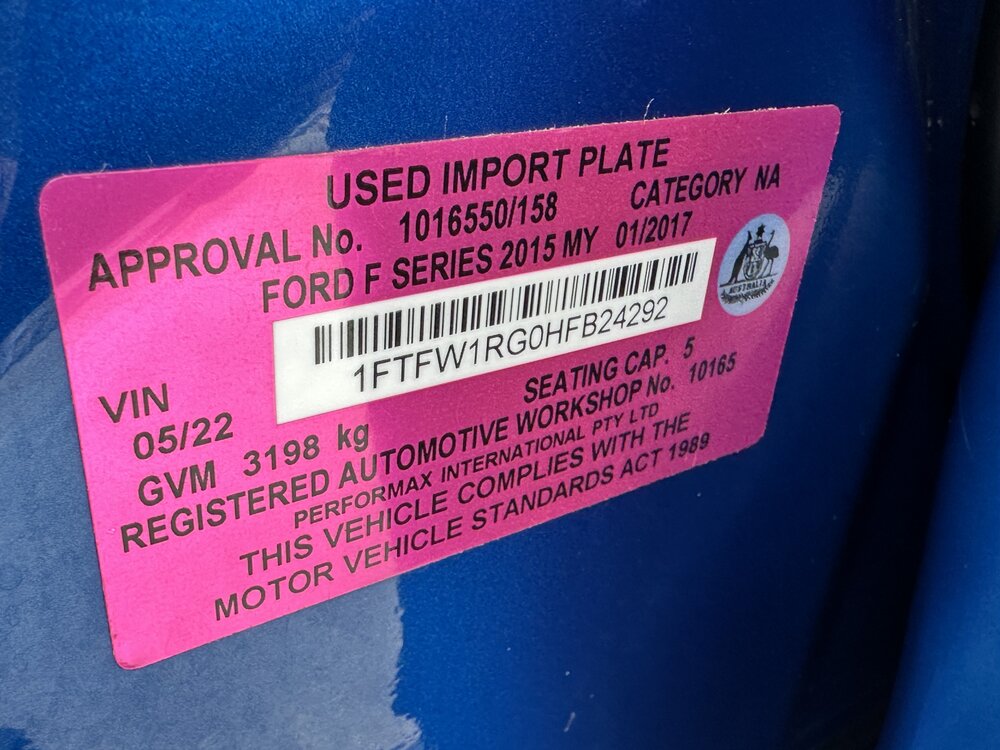 USED IMPORT PLATE
APPROVAL No. 1016550/158 CATEGORY NA
FORD F SERIES 2015 MY 01/2017
AUSTRALIA
VIN 1FTFW1RG0HFB24292
05/22 SEATING CAP. 5
GVM 3198 kg
REGISTERED AUTOMOTIVE WORKSHOP No. 10165
PERFORMAX INTERNATIONAL PTY LTD
THIS VEHICLE COMPLIES WITH THE
MOTOR VEHICLE STANDARDS ACT 1989